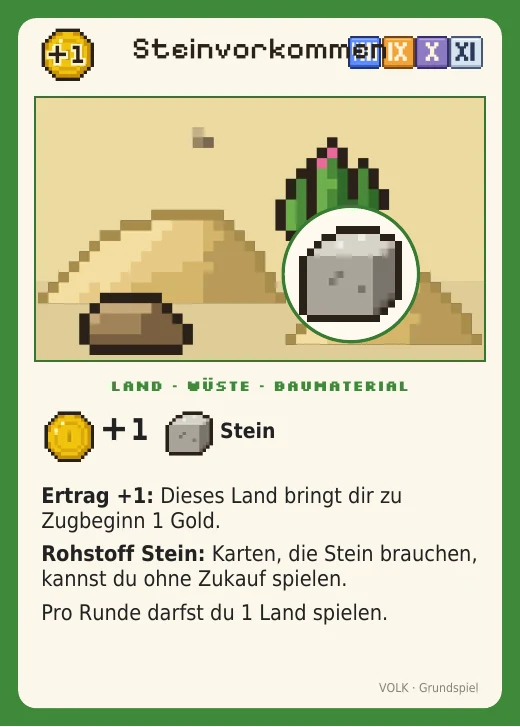 +1
Steinvorkommen
IX
X
XI
LAND · WÜSTE · BAUMATERIAL
+1 Stein
Ertrag +1: Dieses Land bringt dir zu
Zugbeginn 1 Gold.
Rohstoff Stein: Karten, die Stein brauchen,
kannst du ohne Zukauf spielen.
Pro Runde darfst du 1 Land spielen.
VOLK · Grundspiel